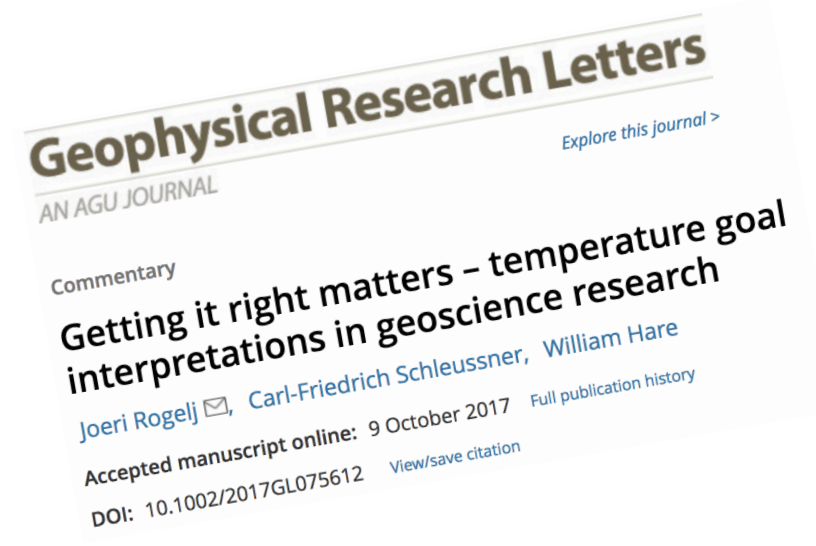 Geophysical Research Letters
AN AGU JOURNAL
Explore this journal >
Commentary
Getting it right matters – temperature goal
interpretations in geoscience research
Joeri Rogelj, Carl-Friedrich Schleussner, William Hare
Accepted manuscript online: 9 October 2017 Full publication history
DOI: 10.1002/2017GL075612 View/save citation